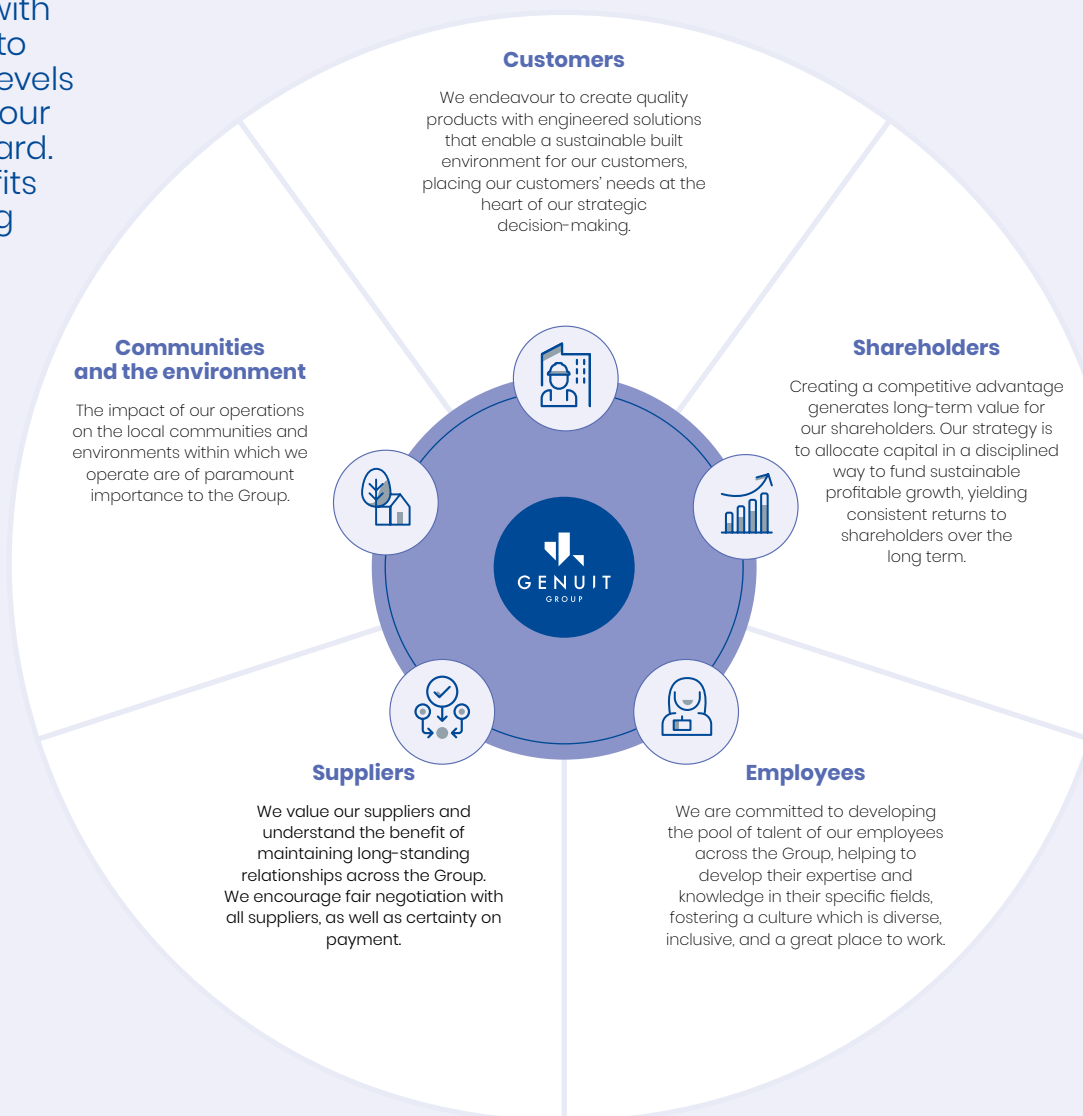 with
to
evels
our
ard.
fits
g
Customers
We endeavour to create quality
products with engineered solutions
that enable a sustainable built
environment for our customers,
placing our customers’ needs at the
heart of our strategic
decision-making.
Communities
and the environment
The impact of our operations
on the local communities and
environments within which we
operate are of paramount
importance to the Group.
Shareholders
Creating a competitive advantage
generates long-term value for
our shareholders. Our strategy is
to allocate capital in a disciplined
way to fund sustainable
profitable growth, yielding
consistent returns to
shareholders over the
long term.
GENUIT
GROUP
Suppliers
We value our suppliers and
understand the benefit of
maintaining long-standing
relationships across the Group.
We encourage fair negotiation with
all suppliers, as well as certainty on
payment.
Employees
We are committed to developing
the pool of talent of our employees
across the Group, helping to
develop their expertise and
knowledge in their specific fields,
fostering a culture which is diverse,
inclusive, and a great place to work.